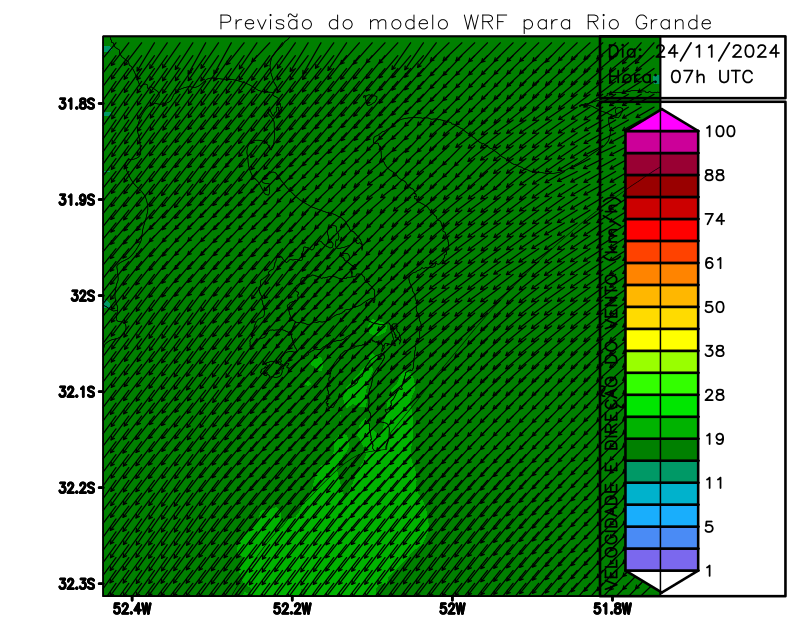 Previsão do modelo WRF para Rio Grande
Dia: 24/11/2024
Hora: 07h UTC
31.8S
31.9S
32S
32.1S
32.2S
32.3S
52.4W
52.2W
52W
51.8W
VELOCIDADE E DIREÇÃO DO VENTO (km/h)
100
88
74
61
50
38
28
19
11
5
1